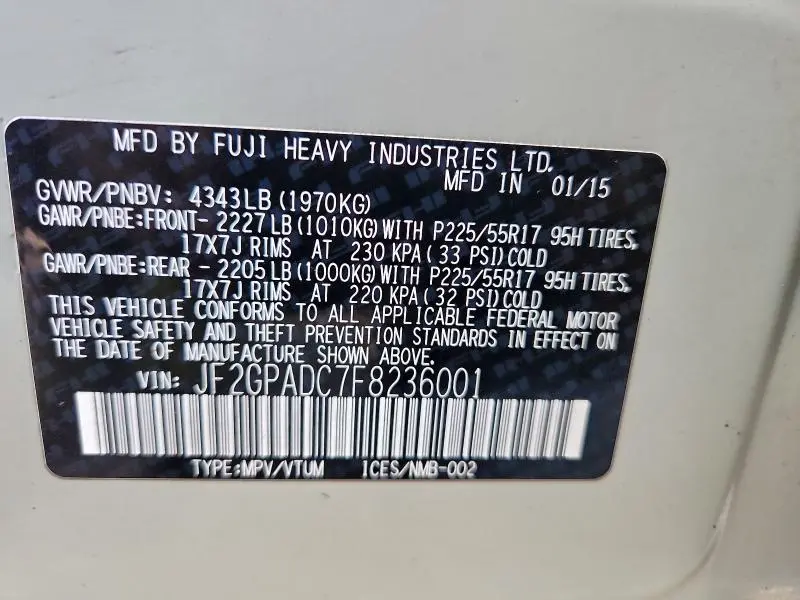 MFD BY FUJI HEAVY INDUSTRIES LTD.
MFD IN 01/15
GVWR/PNBV: 4343LB (1970KG)
GAWR/PNBE:FRONT- 2227LB (1010KG) WITH P225/55R17 95H TIRES,
17X7J RIMS AT 230 KPA ( 33 PSI) COLD
GAWR/PNBE:REAR - 2205LB (1000KG) WITH P225/55R17 95H TIRES,
17X7J RIMS AT 220 KPA ( 32 PSI) COLD
THIS VEHICLE CONFORMS TO ALL APPLICABLE FEDERAL MOTOR
VEHICLE SAFETY AND THEFT PREVENTION STANDARDS IN EFFECT ON
THE DATE OF MANUFACTURE SHOWN ABOVE.
VIN: JF2GPADC7F8236001
TYPE:MPV/VTUM ICES/NMB-002